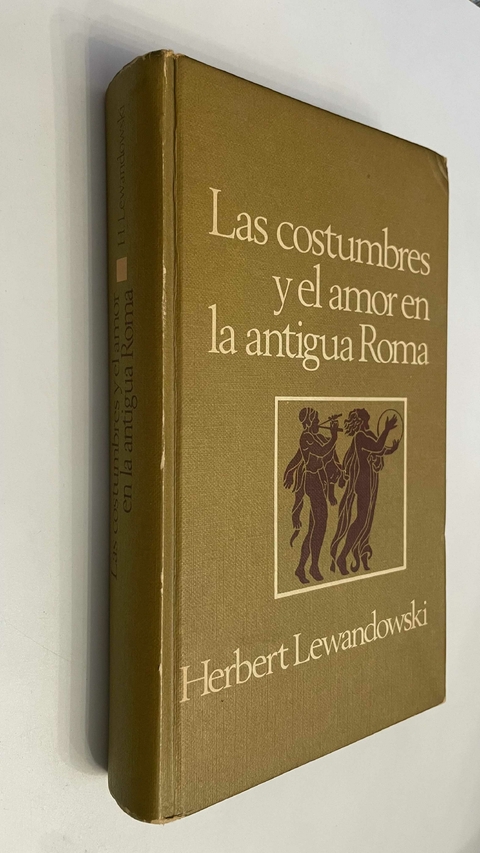 Las costumbres
y el amor en
la antigua Roma
Herbert Lewandowski
Las costumbres y el amor
en la antigua Roma
H. Lewandowski